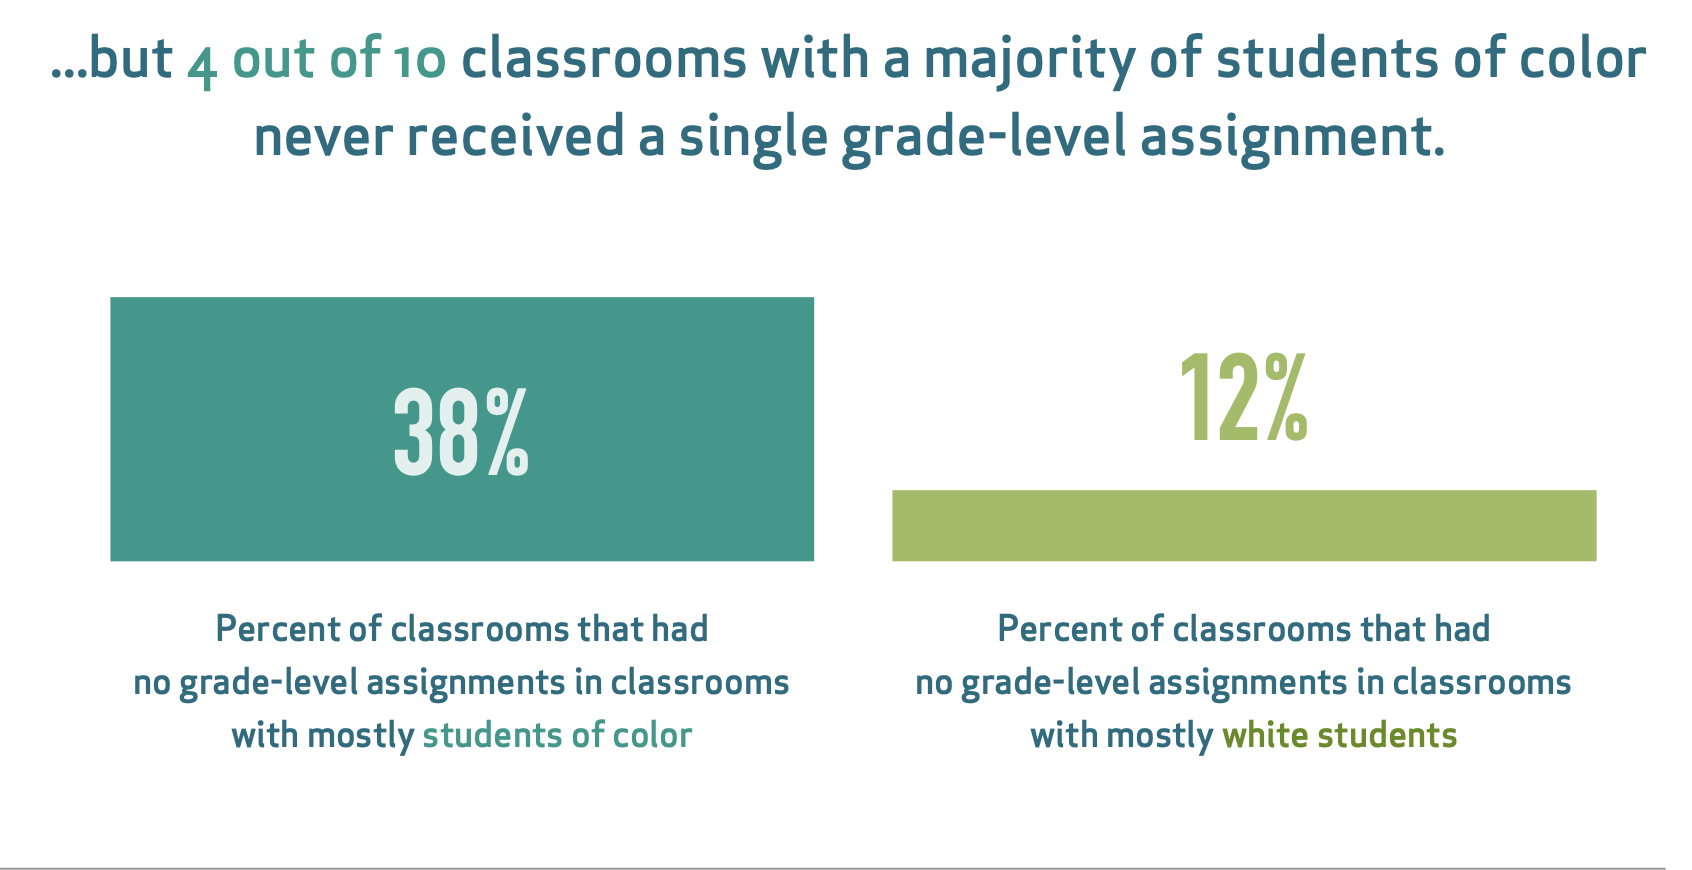 ...but 4 out of 10 classrooms with a majority of students of color
never received a single grade-level assignment.
38%
12%
Percent of classrooms that had
no grade-level assignments in classrooms
with mostly students of color
Percent of classrooms that had
no grade-level assignments in classrooms
with mostly white students